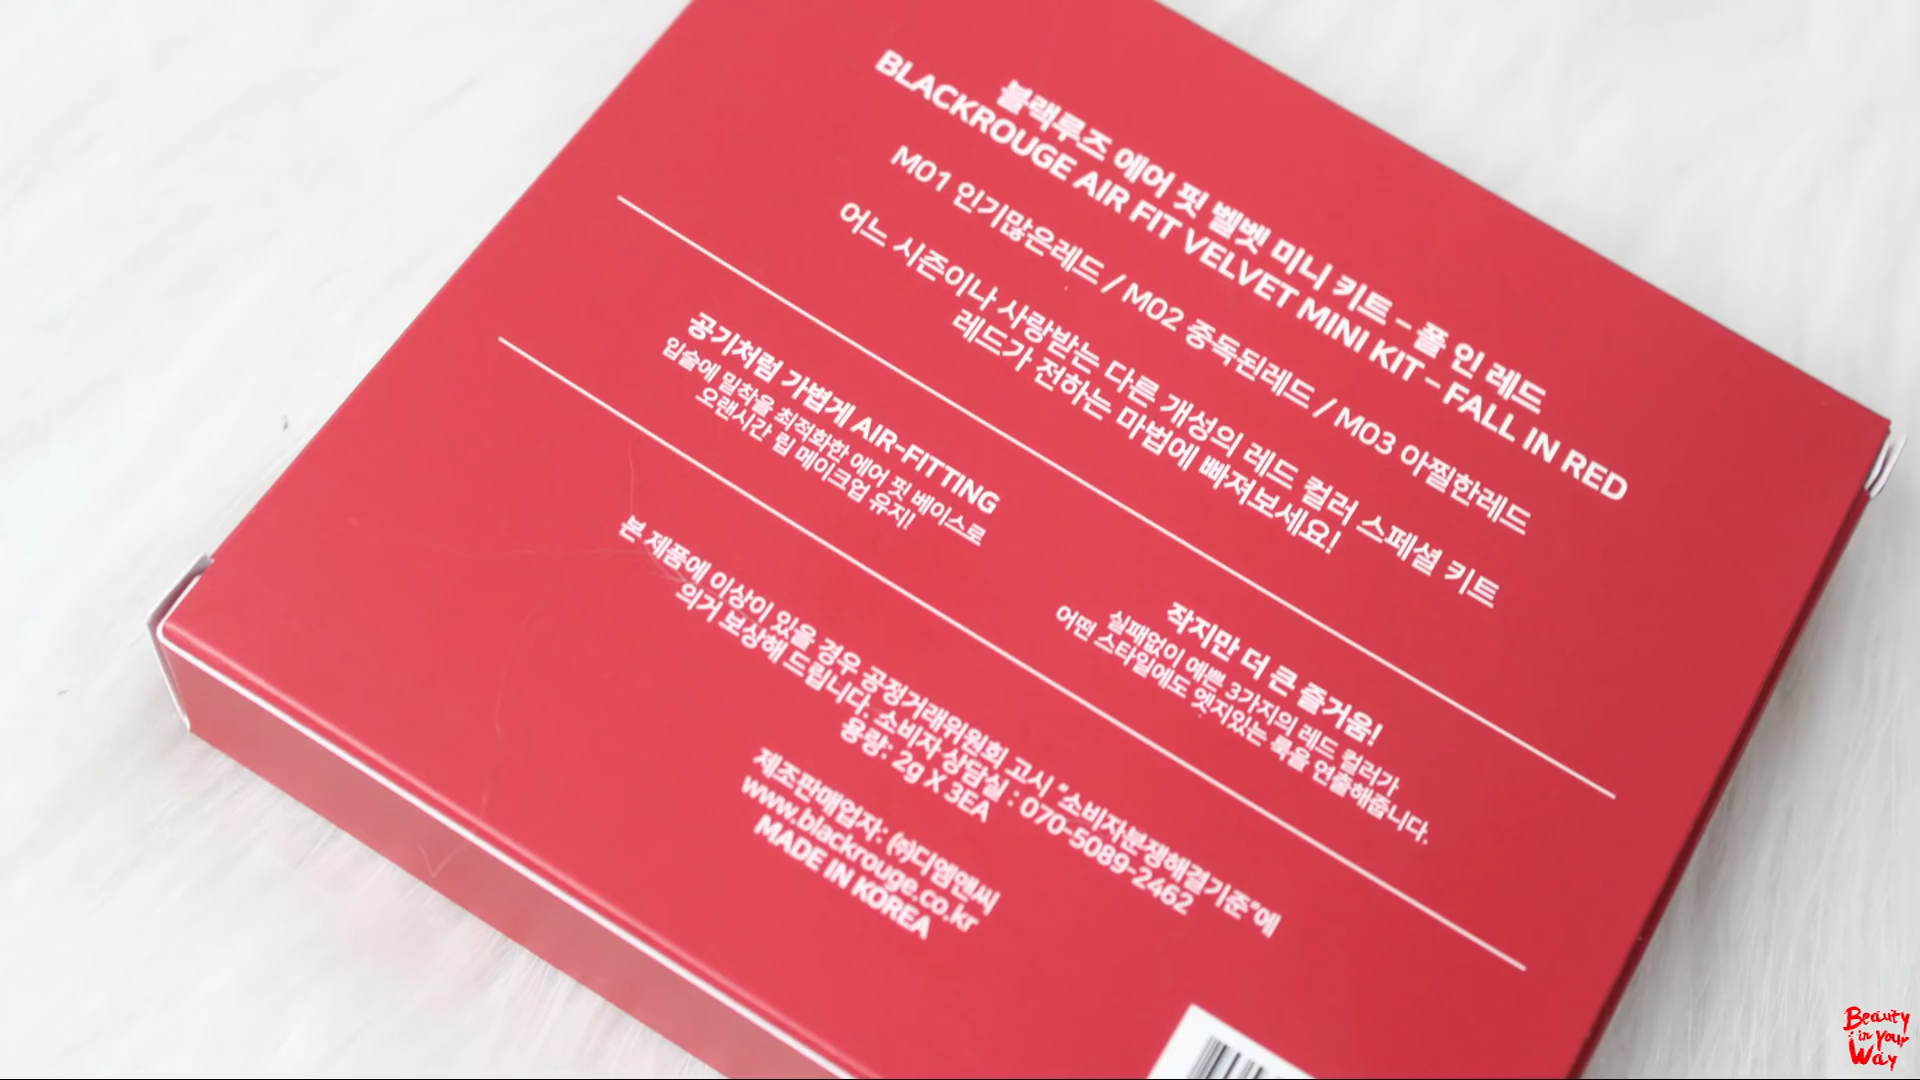 블랙루즈 에어 핏 벨벳 미니 키트 - 폴 인 레드
BLACKROUGE AIR FIT VELVET MINI KIT - FALL IN RED
M01 인기많은레드 / M02 중독된레드 / M03 아찔한레드
어느 시즌이나 사랑받는 다른 개성의 레드 컬러 스페셜 키트
레드가 전하는 마법에 빠져보세요!
공기처럼 가볍게 AIR-FITTING
입술에 밀착을 최적화한 에어 핏 베이스로
오랜시간 립 메이크업 유지!
작지만 더 큰 즐거움!
실패없이 예쁜 3가지의 레드 컬러가
어떤 스타일에도 엣지있는 룩을 연출해줍니다.
본 제품에 이상이 있을 경우 공정거래위원회 고시 "소비자분쟁해결기준"에
의거 보상해 드립니다. 소비자 상담실 : 070-5089-2462
용량: 2g X 3EA
제조판매업자: ㈜디엠앤씨
www.blackrouge.co.kr
MADE IN KOREA
Beauty
in your
Way